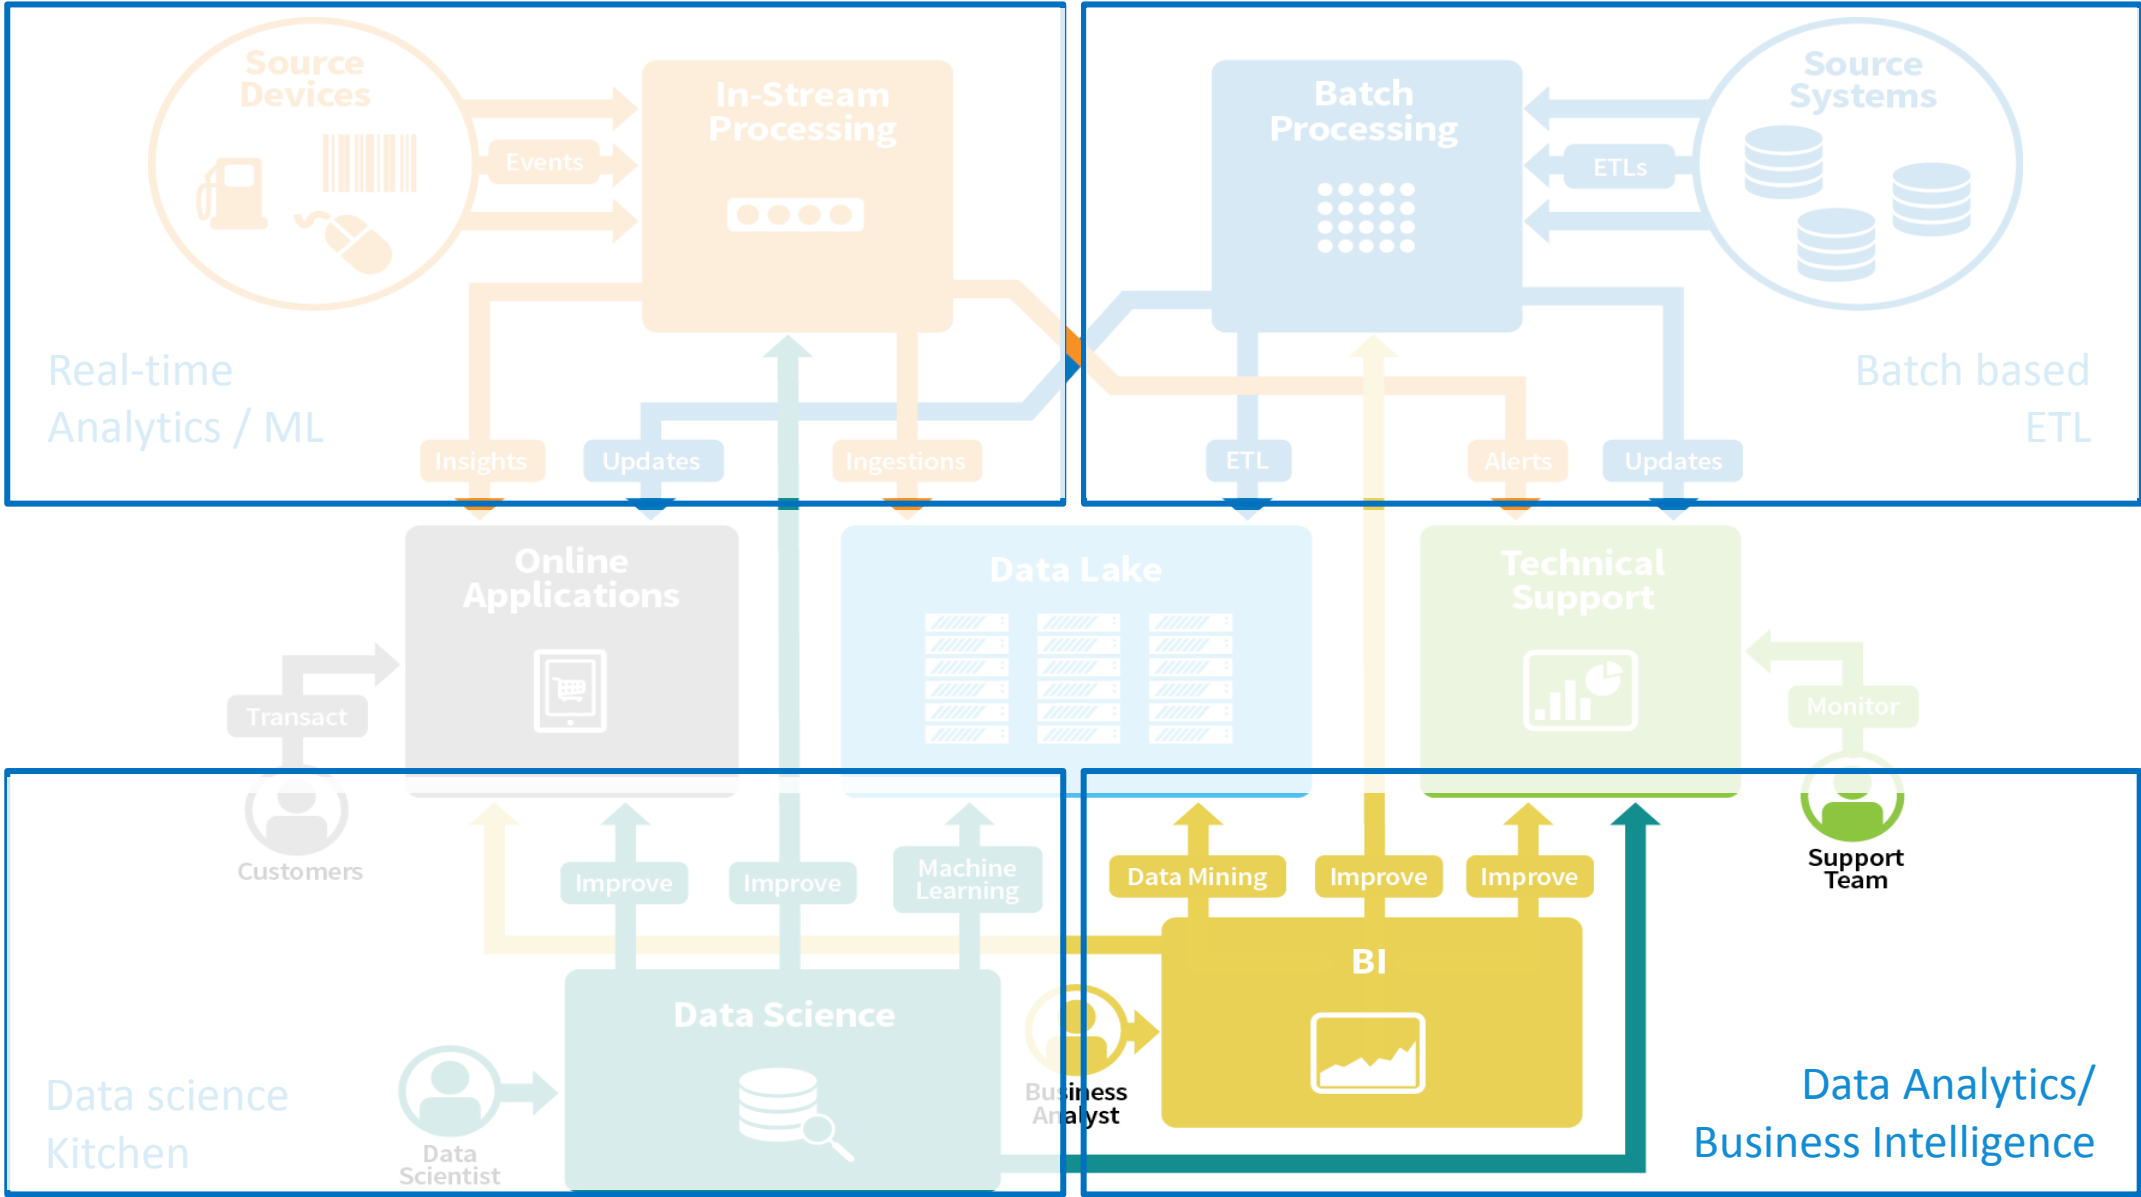 Source
Devices
Events
In-Stream
Processing
Batch
Processing
ETLs
Source
Systems
Real-time
Analytics / ML
Batch based
ETL
Insights
Updates
Ingestions
ETL
Alerts
Updates
Online
Applications
Data Lake
Technical
Support
Transact
Monitor
Customers
Support
Team
Improve
Improve
Machine
Learning
Data Mining
Improve
Improve
Data Science
BI
Business
Analyst
Data
Scientist
Data science
Kitchen
Data Analytics/
Business Intelligence